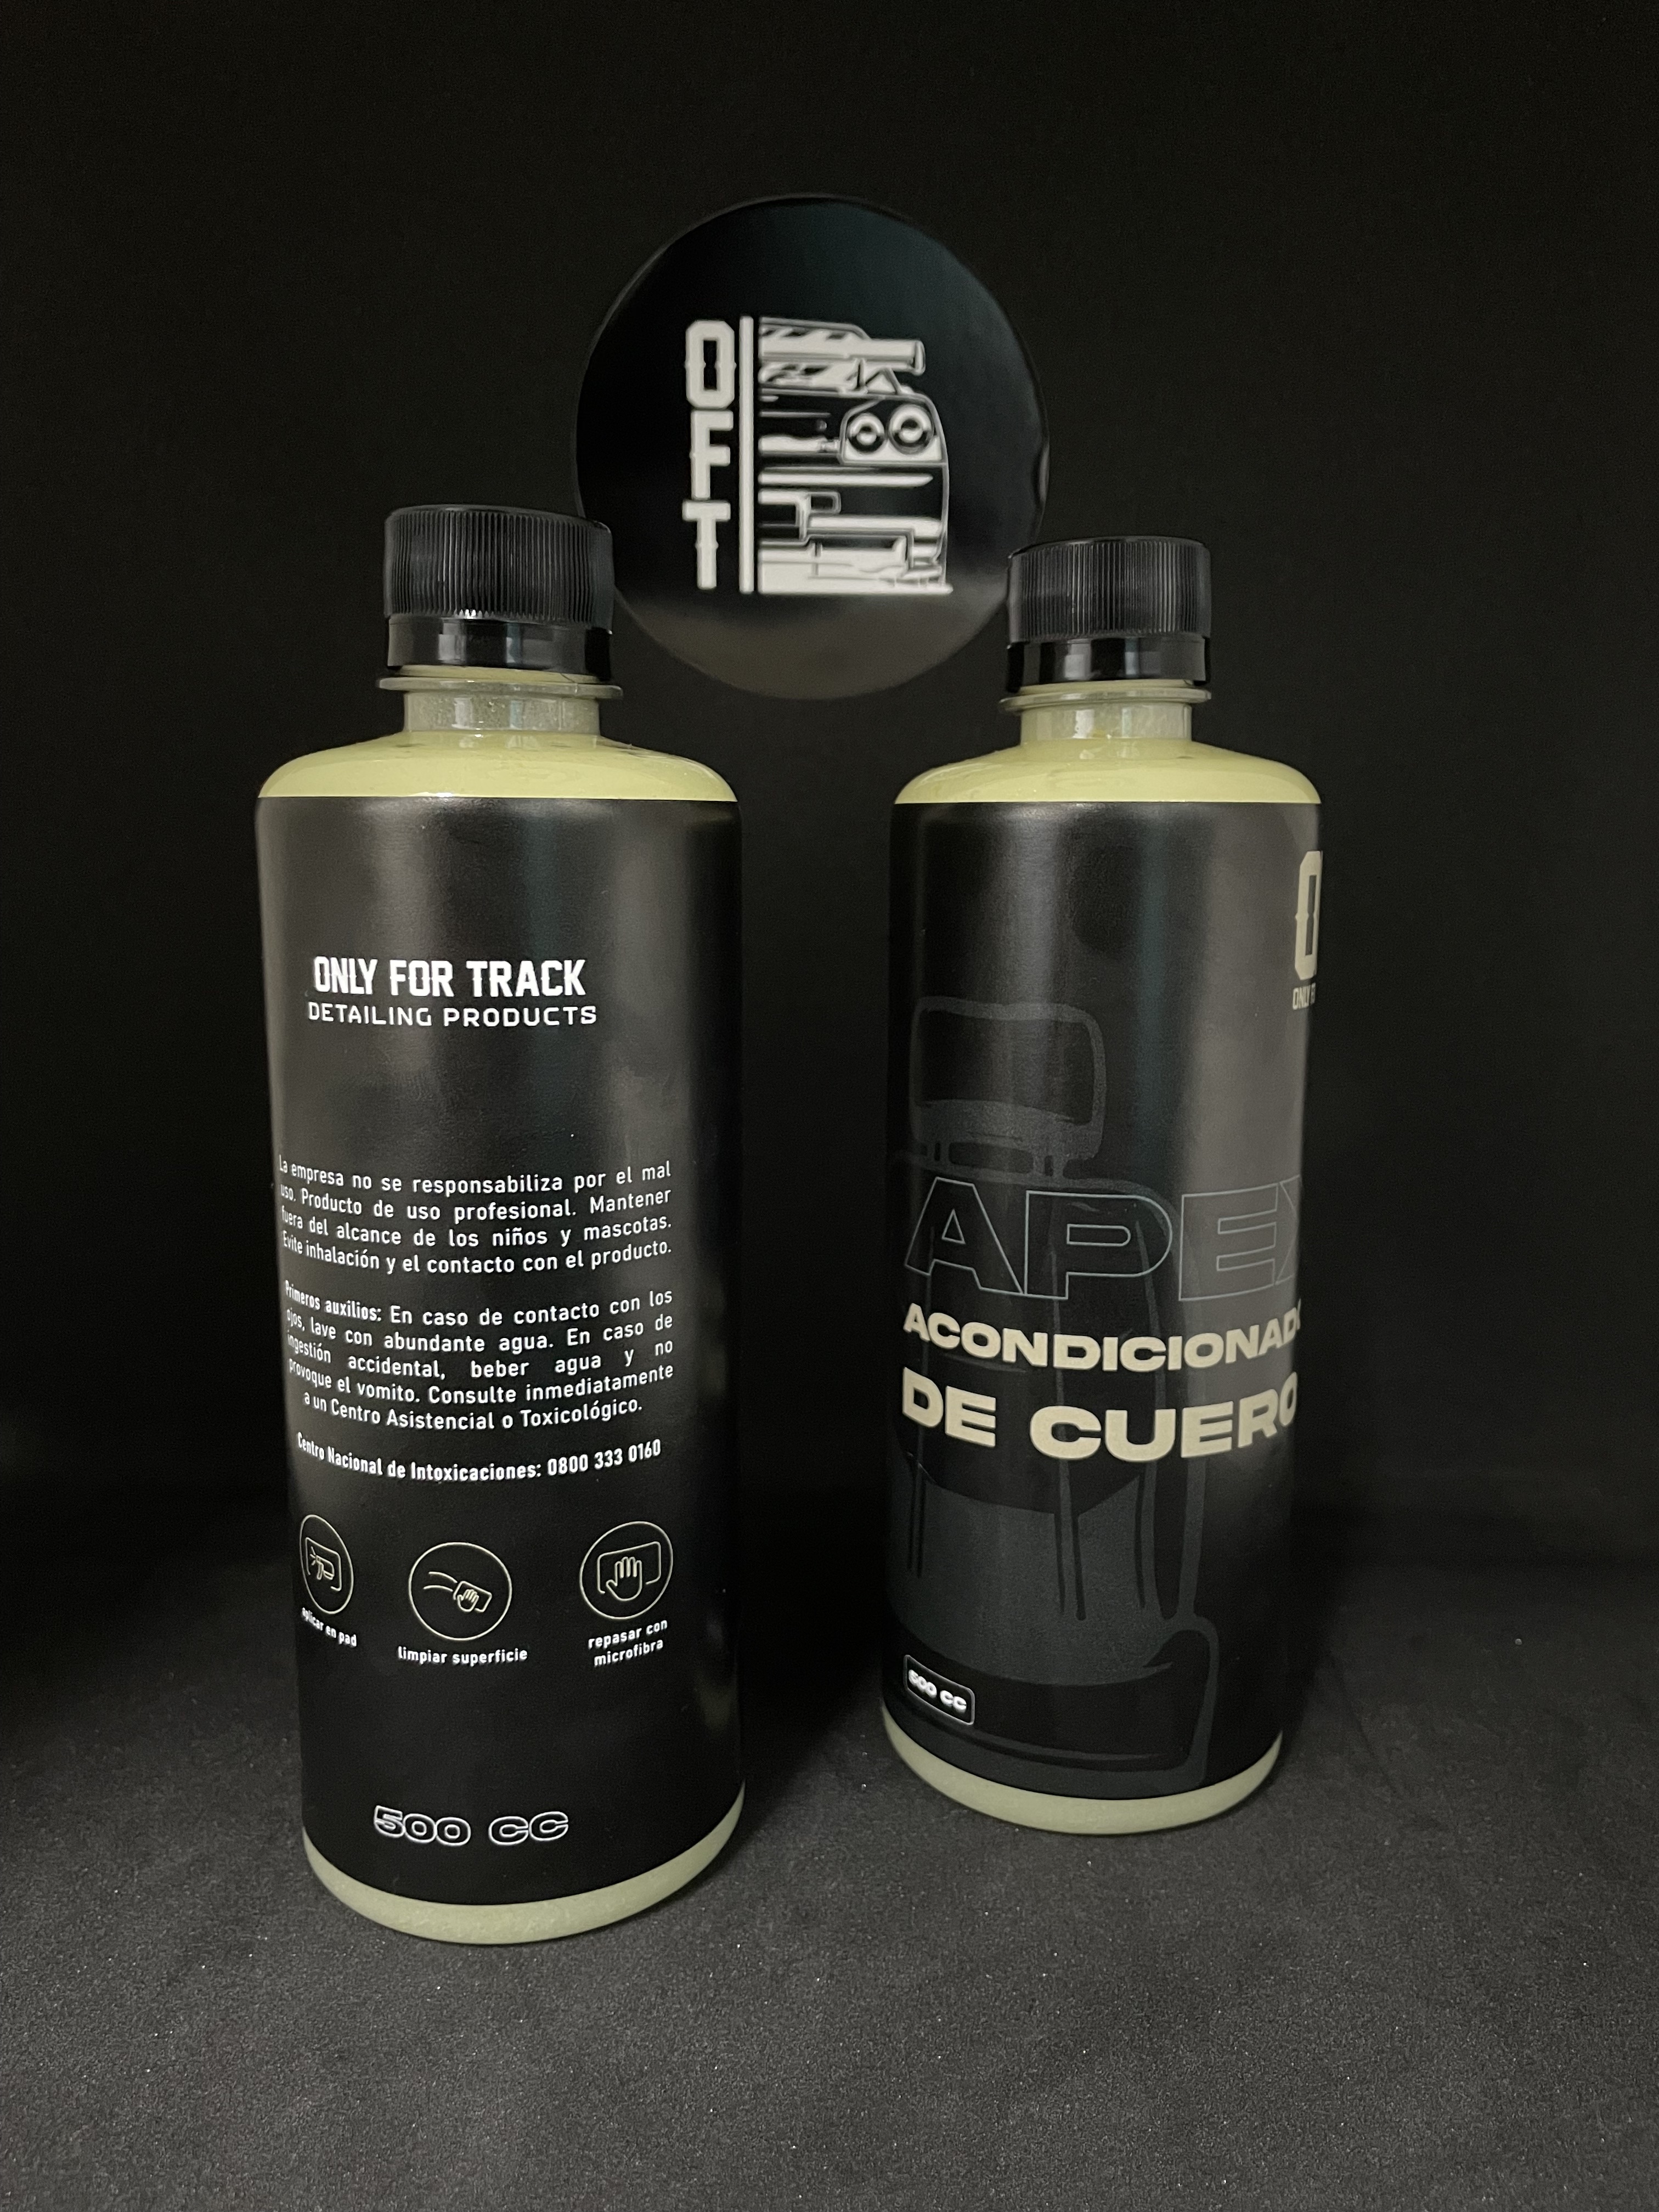 OFT
ONLY FOR TRACK
DETAILING PRODUCTS
La empresa no se responsabiliza por el mal
uso. Producto de uso profesional. Mantener
fuera del alcance de los niños y mascotas.
Evite inhalación y el contacto con el producto.
Primeros auxilios: En caso de contacto con los
ojos, lave con abundante agua. En caso de
ingestión accidental, beber agua y no
provoque el vomito. Consulte inmediatamente
a un Centro Asistencial o Toxicológico.
Centro Nacional de Intoxicaciones: 0800 333 0160
Aplicar en pad
limpiar superficie
repasar con
microfibra
500 CC
O
ONLY F
APEX
ACONDICIONADO
DE CUERO
500 CC